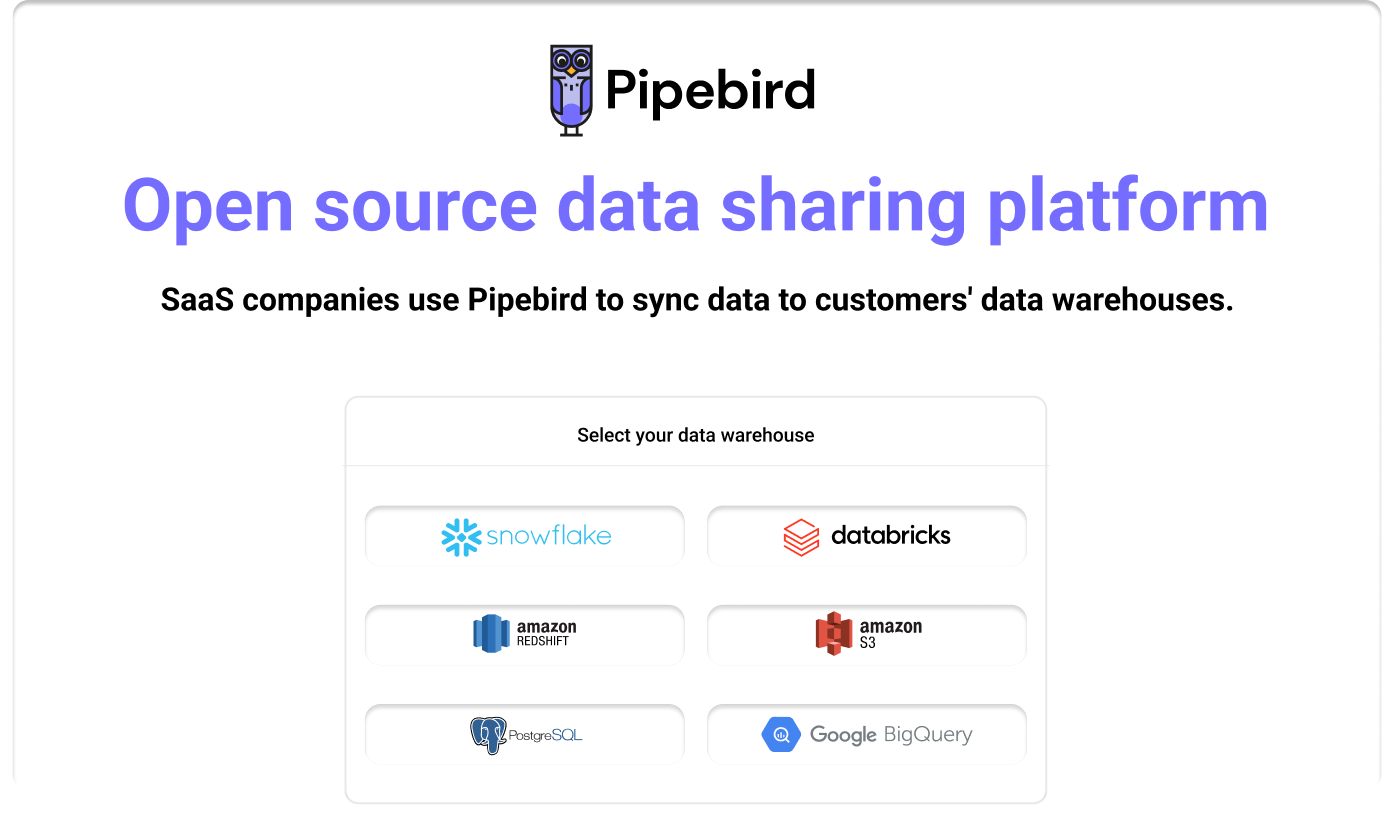 Pipebird
Open source data sharing platform
SaaS companies use Pipebird to sync data to customers' data warehouses.
Select your data warehouse
snowflake
databricks
amazon
REDSHIFT
amazon
S3
PostgreSQL
Google BigQuery